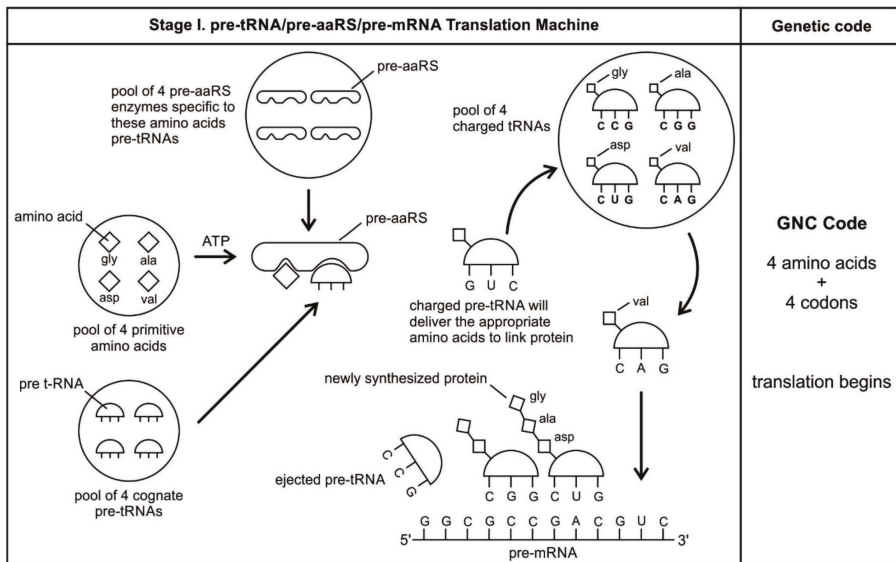 Stage I. pre-tRNA/pre-aaRS/pre-mRNA Translation Machine
Genetic code
pool of 4 pre-aaRS
enzymes specific to
these amino acids
pre-tRNAs
pre-aaRS
amino acid
gly
ala
asp
val
pool of 4 primitive
amino acids
ATP
pre-aaRS
pre t-RNA
pool of 4 cognate
pre-tRNAs
pool of 4
charged tRNAs
gly
ala
C C G
C G G
asp
val
C U G
C A G
G U C
charged pre-tRNA will
deliver the appropriate
amino acids to link protein
val
C A G
newly synthesized protein
gly
ala
asp
ejected pre-tRNA
C C G
C G G C U G
G G C G C C G A C G U C
5' 3'
pre-mRNA
GNC Code
4 amino acids
+
4 codons
translation begins